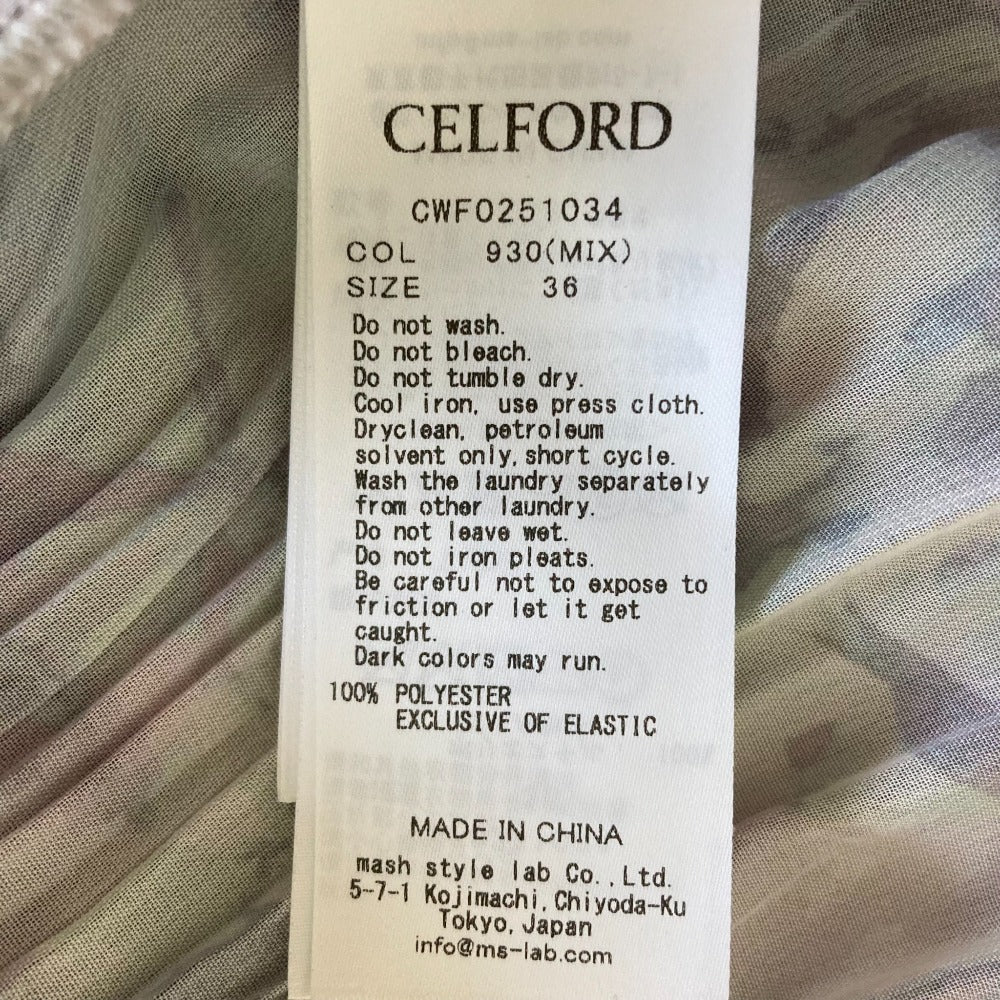 CELFORD
CWF0251034
COL 930(MIX)
SIZE 36
Do not wash.
Do not bleach.
Do not tumble dry.
Cool iron, use press cloth.
Dryclean, petroleum
solvent only,short cycle.
Wash the laundry separately
from other laundry.
Do not leave wet.
Do not iron pleats.
Be careful not to expose to
friction or let it get
caught.
Dark colors may run.
100% POLYESTER
EXCLUSIVE OF ELASTIC
MADE IN CHINA
mash style lab Co.,Ltd.
5-7-1 Kojimachi,Chiyoda-Ku
Tokyo,Japan
info@ms-lab.com